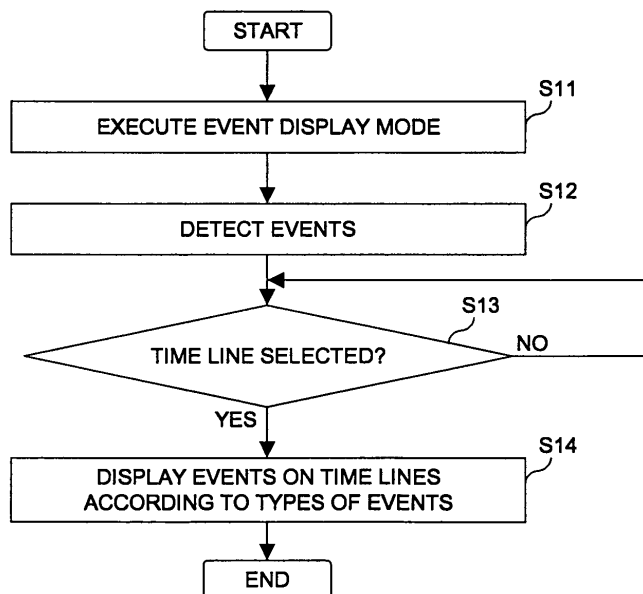 START
S11
EXECUTE EVENT DISPLAY MODE
S12
DETECT EVENTS
S13
TIME LINE SELECTED?
NO
YES
S14
DISPLAY EVENTS ON TIME LINES
ACCORDING TO TYPES OF EVENTS
END